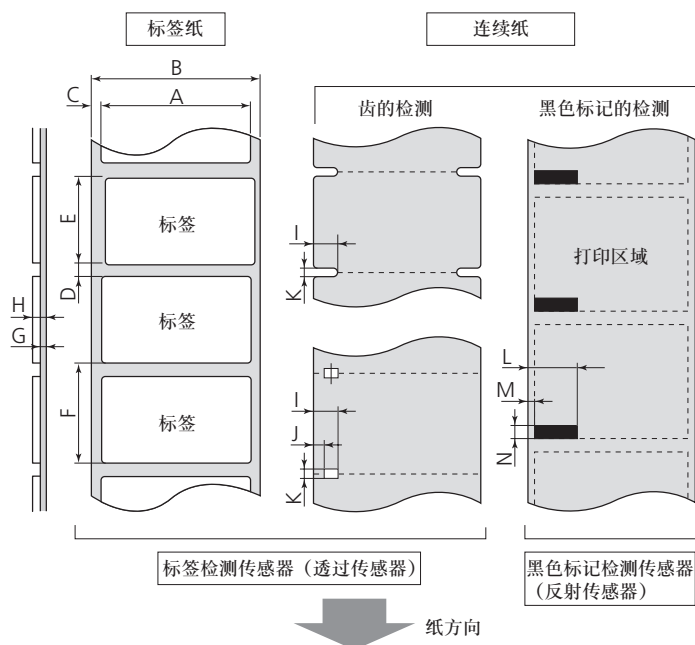 标签纸
连续纸
B
C
A
齿的检测
黑色标记的检测
E
标签
I
打印区域
K
D
H
标签
G
L
M
F
标签
I
J
N
K
标签检测传感器（透过传感器）
黑色标记检测传感器
（反射传感器）
纸方向